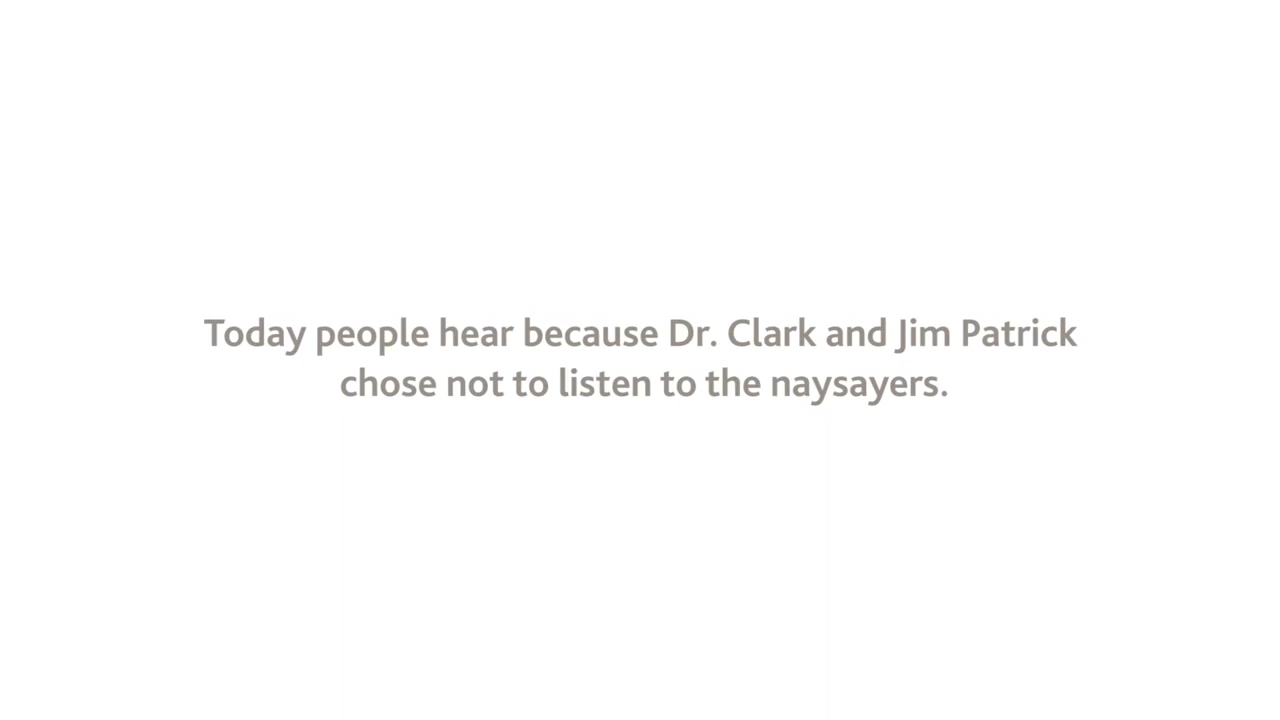 Today people hear because Dr. Clark and Jim Patrick
chose not to listen to the naysayers.